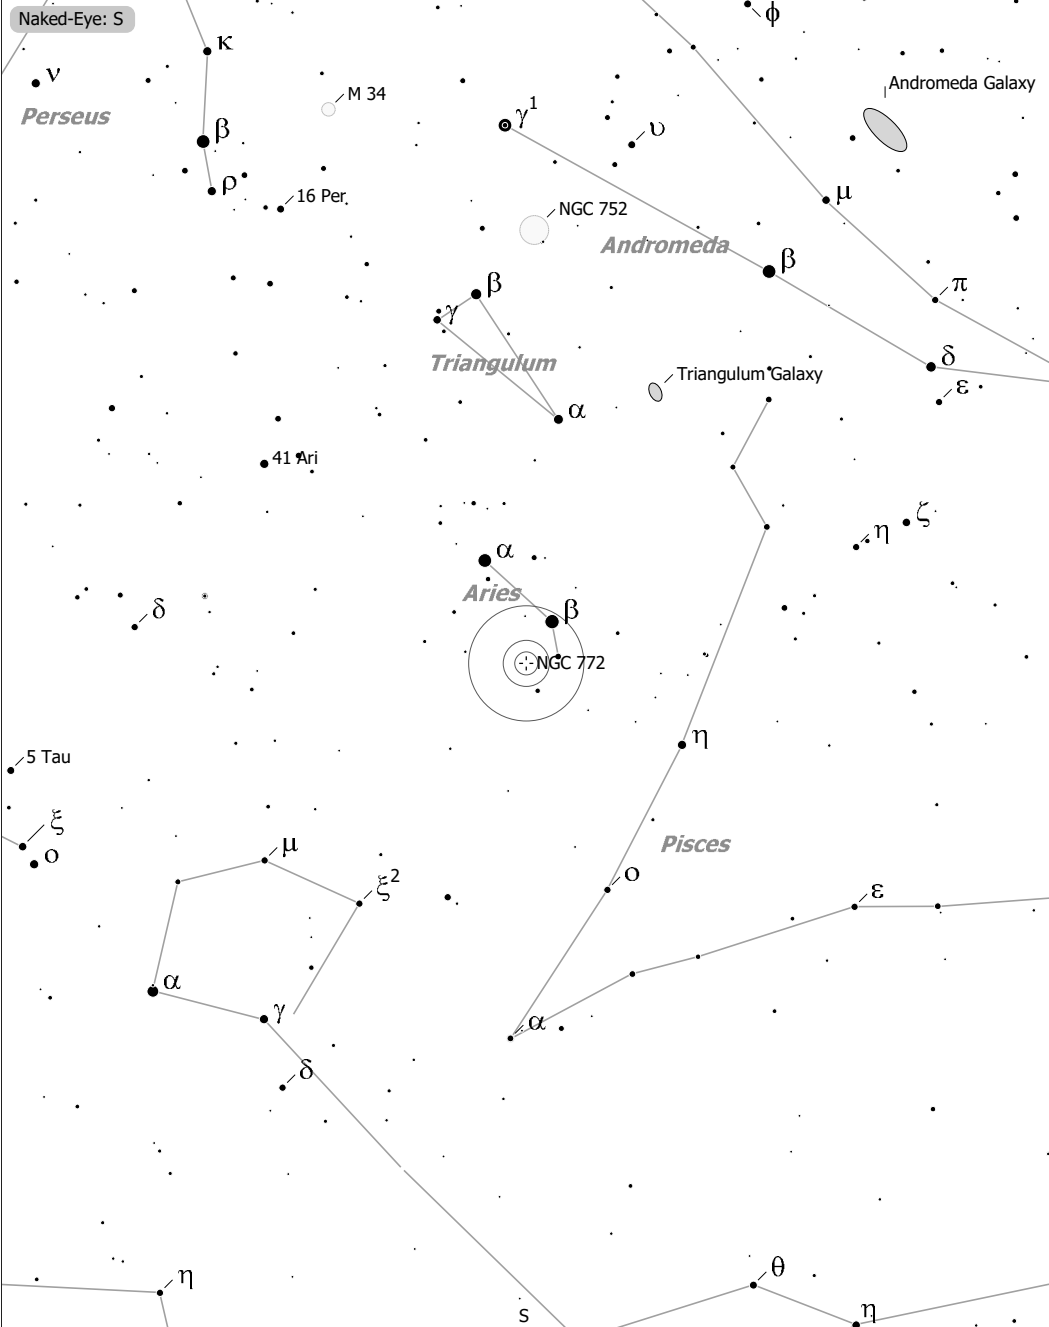 Naked-Eye: S
ϕ
κ
ν
M 34
Andromeda Galaxy
γ1
Perseus
β
υ
ρ
16 Per
μ
NGC 752
Andromeda
β
β
π
γ
Triangulum
δ
Triangulum Galaxy
ε
α
41 Ari
ζ
η
α
Aries
δ
β
NGC 772
η
5 Tau
ξ
ο
μ
Pisces
ξ2
ο
ε
α
γ
α
δ
η
θ
S
η